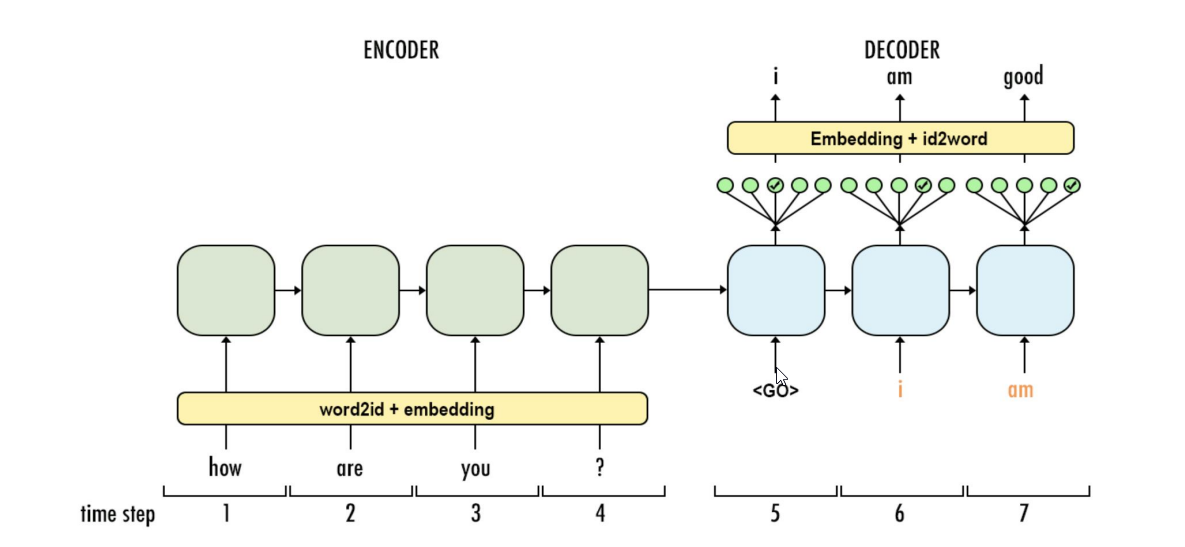 ENCODER
DECODER
i am good
Embedding + id2word
<GO> i am
word2id + embedding
how are you ?
time step 1 2 3 4 5 6 7